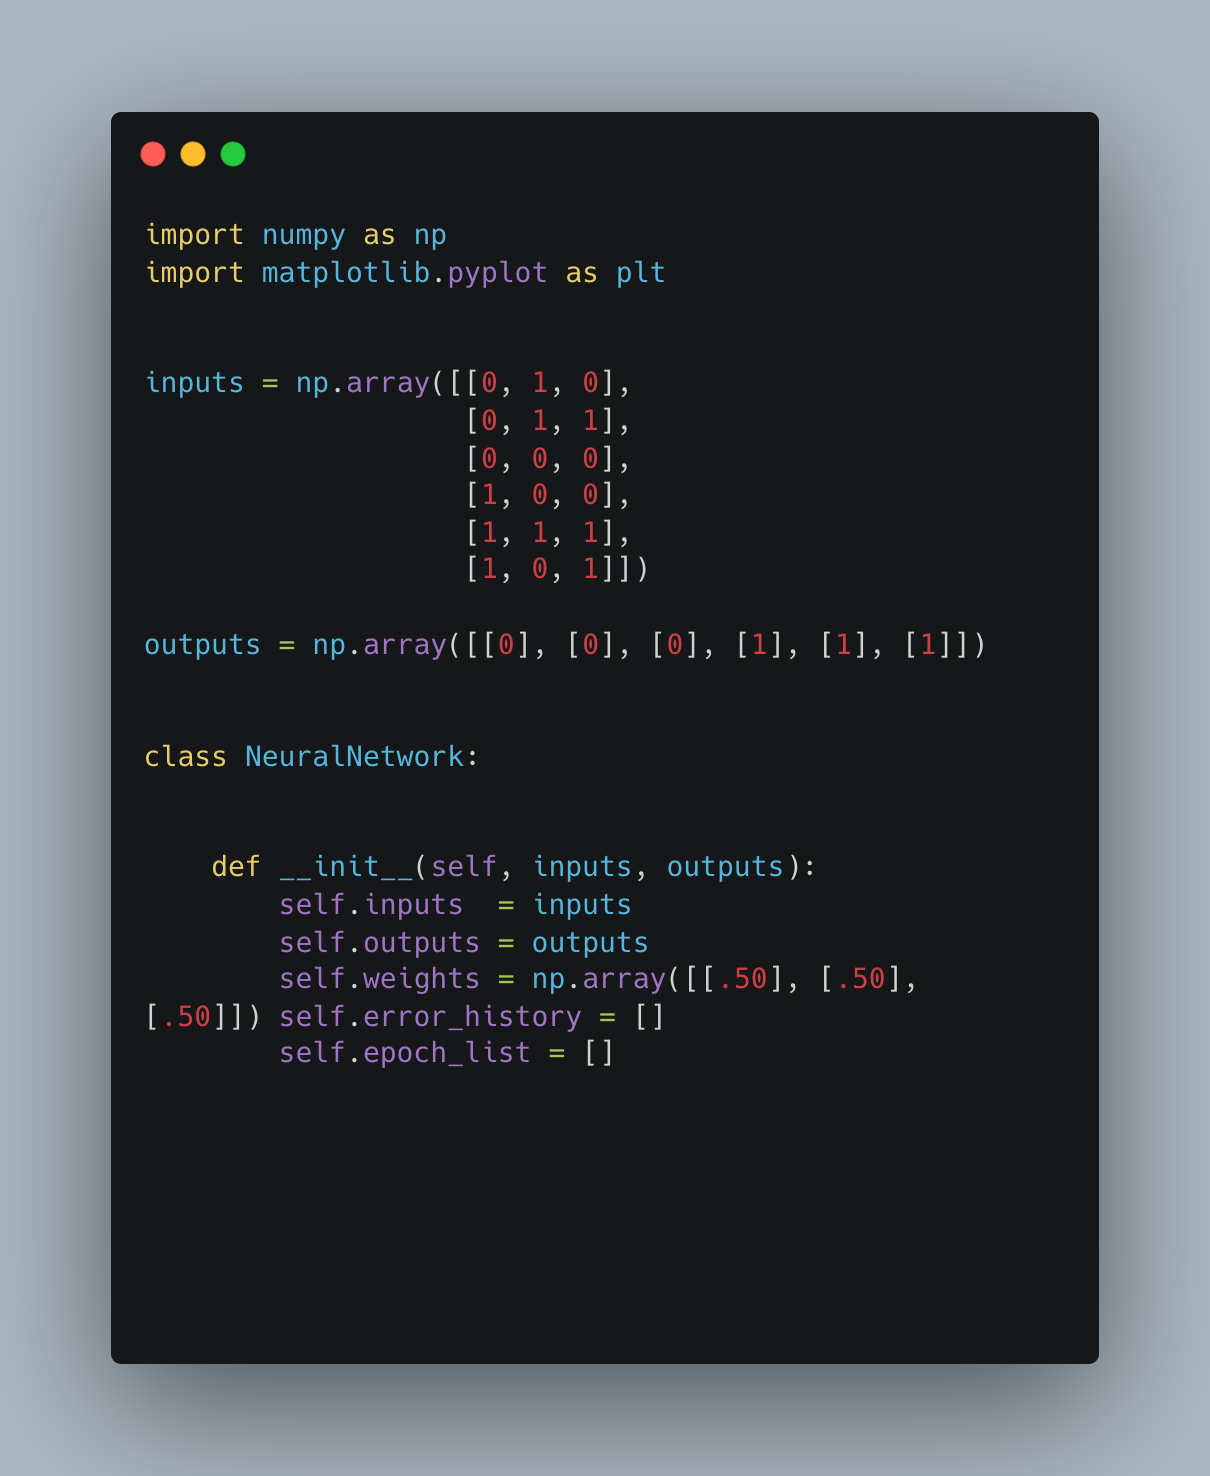 import numpy as np
import matplotlib.pyplot as plt
inputs = np.array([[0, 1, 0],
                   [0, 1, 1],
                   [0, 0, 0],
                   [1, 0, 0],
                   [1, 1, 1],
                   [1, 0, 1]])
outputs = np.array([[0], [0], [0], [1], [1], [1]])
class NeuralNetwork:
    def __init__(self, inputs, outputs):
        self.inputs  = inputs
        self.outputs = outputs
        self.weights = np.array([[.50], [.50],
[.50]]) self.error_history = []
        self.epoch_list = []